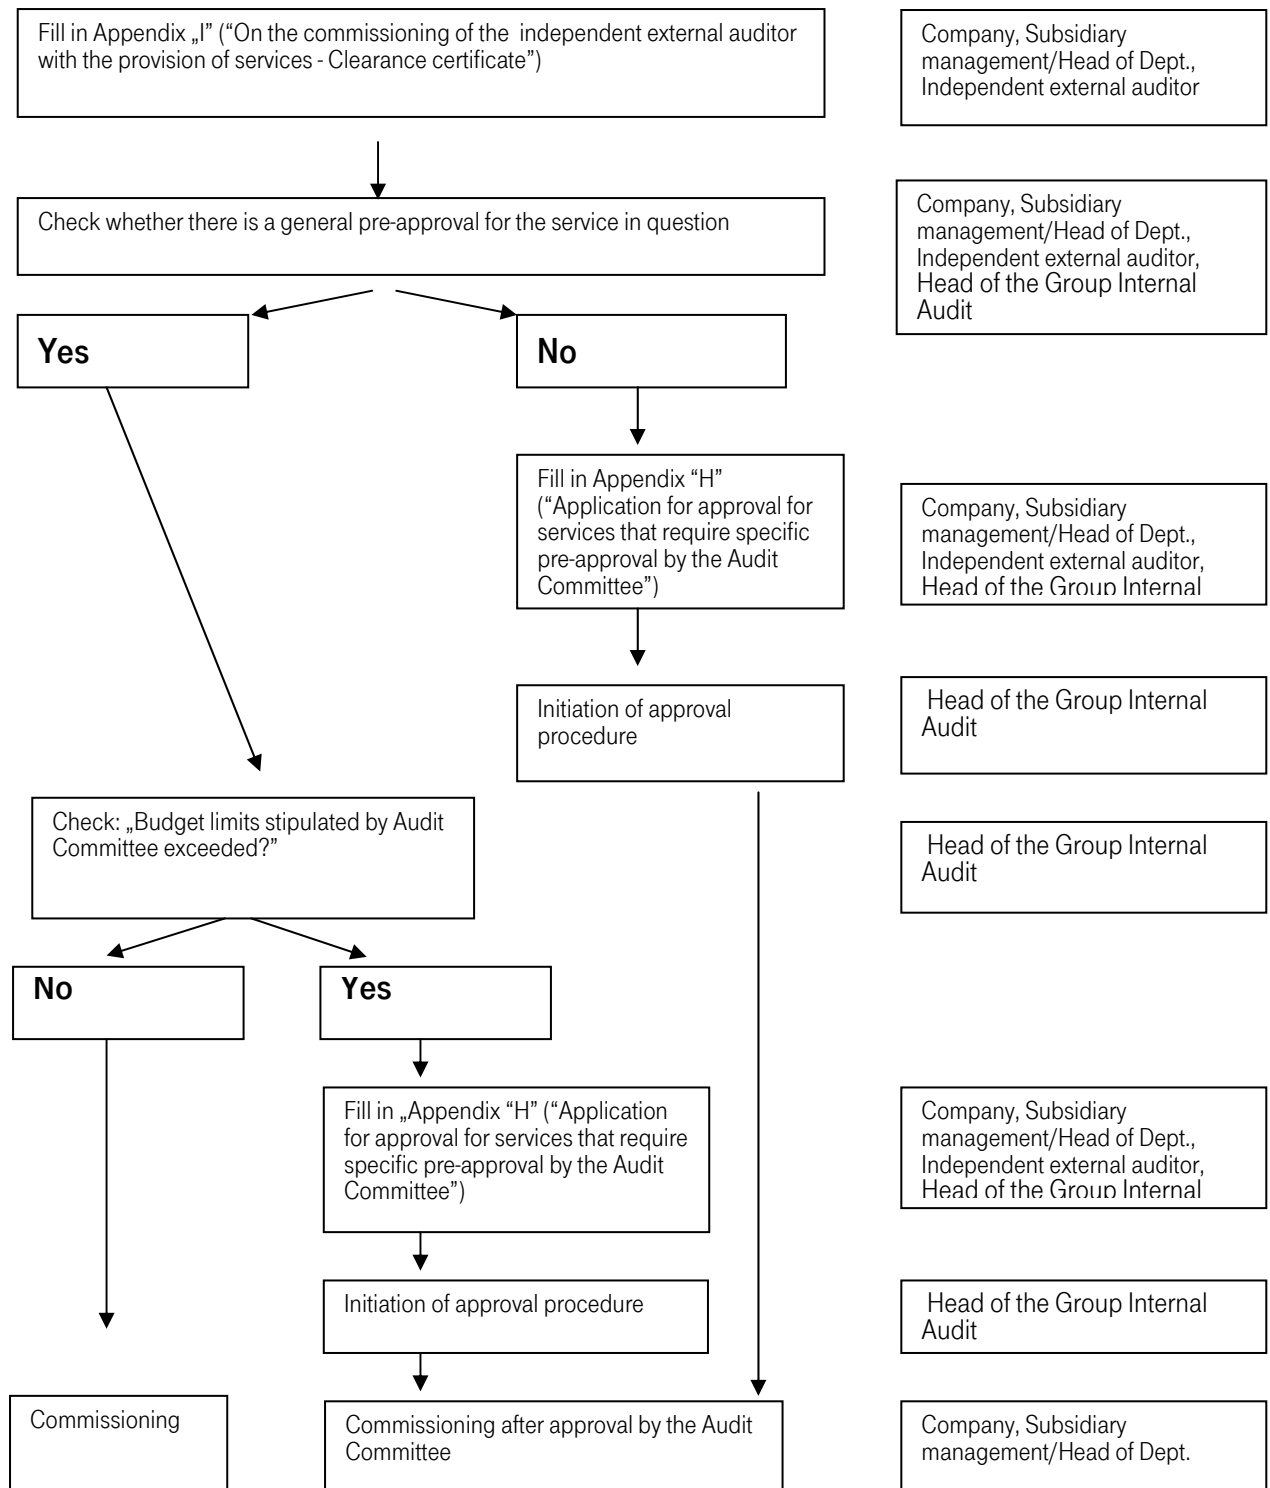 Fill in Appendix „I” (“On the commissioning of the independent external auditor
with the provision of services - Clearance certificate”)
Company, Subsidiary
management/Head of Dept.,
Independent external auditor
Check whether there is a general pre-approval for the service in question
Company, Subsidiary
management/Head of Dept.,
Independent external auditor,
Head of the Group Internal
Audit
Yes
No
Fill in Appendix “H”
(“Application for approval for
services that require specific
pre-approval by the Audit
Committee”)
Company, Subsidiary
management/Head of Dept.,
Independent external auditor,
Head of the Group Internal
Initiation of approval
procedure
Head of the Group Internal
Audit
Check: „Budget limits stipulated by Audit
Committee exceeded?”
Head of the Group Internal
Audit
No
Yes
Fill in „Appendix “H” (“Application
for approval for services that require
specific pre-approval by the Audit
Committee”)
Company, Subsidiary
management/Head of Dept.,
Independent external auditor,
Head of the Group Internal
Initiation of approval procedure
Head of the Group Internal
Audit
Commissioning
Commissioning after approval by the Audit
Committee
Company, Subsidiary
management/Head of Dept.